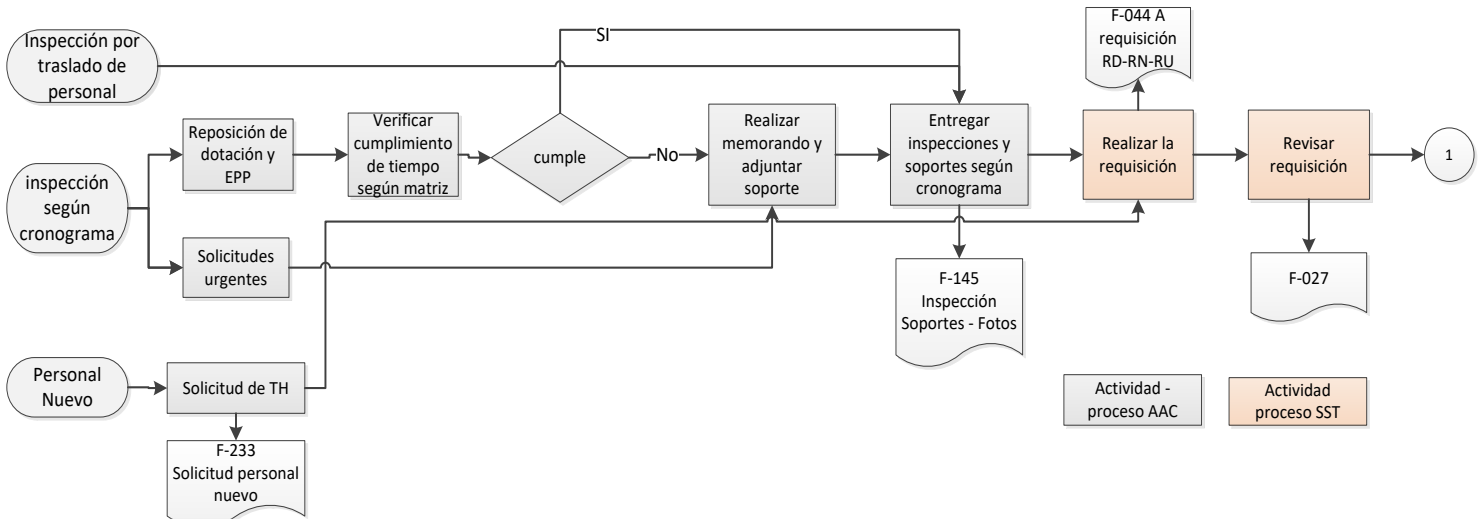 Inspección por
traslado de
personal
SI
F-044 A
requisición
RD-RN-RU
inspección
según
cronograma
Reposición de
dotación y
EPP
Verificar
cumplimiento
de tiempo
según matriz
cumple
No
Realizar
memorando y
adjuntar
soporte
Entregar
inspecciones y
soportes según
cronograma
Realizar la
requisición
Revisar
requisición
1
Solicitudes
urgentes
F-145
Inspección
Soportes - Fotos
F-027
Personal
Nuevo
Solicitud de TH
F-233
Solicitud personal
nuevo
Actividad -
proceso AAC
Actividad
proceso SST